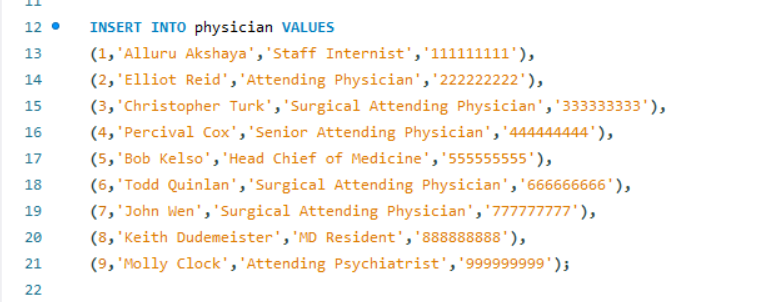 11
12 INSERT INTO physician VALUES
13 (1,'Alluru Akshaya','Staff Internist','111111111'),
14 (2,'Elliot Reid','Attending Physician','222222222'),
15 (3,'Christopher Turk','Surgical Attending Physician','333333333'),
16 (4,'Percival Cox','Senior Attending Physician','444444444'),
17 (5,'Bob Kelso','Head Chief of Medicine','555555555'),
18 (6,'Todd Quinlan','Surgical Attending Physician','666666666'),
19 (7,'John Wen','Surgical Attending Physician','777777777'),
20 (8,'Keith Dudemeister','MD Resident','888888888'),
21 (9,'Molly Clock','Attending Psychiatrist','999999999');
22